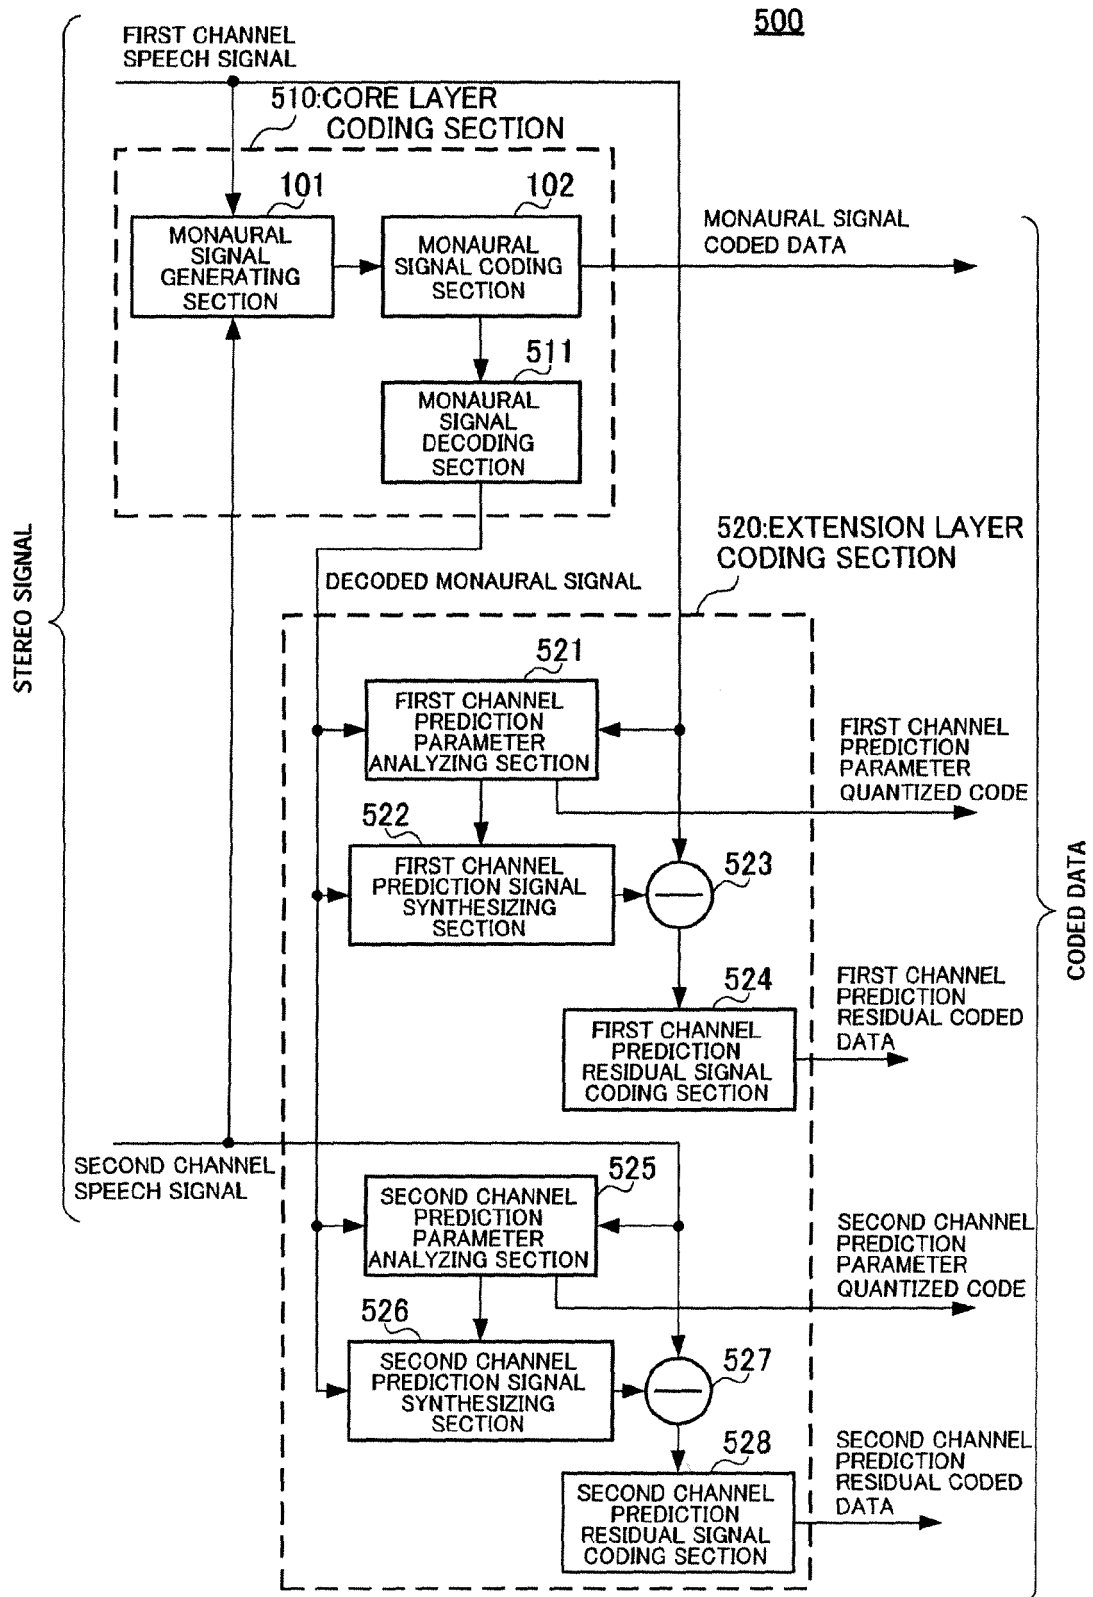 500
FIRST CHANNEL
SPEECH SIGNAL
510:CORE LAYER
CODING SECTION
101
MONAURAL
SIGNAL
GENERATING
SECTION
102
MONAURAL
SIGNAL CODING
SECTION
MONAURAL SIGNAL
CODED DATA
511
MONAURAL
SIGNAL
DECODING
SECTION
STEREO SIGNAL
520:EXTENSION LAYER
CODING SECTION
DECODED MONAURAL SIGNAL
521
FIRST CHANNEL
PREDICTION
PARAMETER
ANALYZING SECTION
FIRST CHANNEL
PREDICTION
PARAMETER
QUANTIZED CODE
522
FIRST CHANNEL
PREDICTION SIGNAL
SYNTHESIZING
SECTION
523
CODED DATA
524
FIRST CHANNEL
PREDICTION
RESIDUAL SIGNAL
CODING SECTION
FIRST CHANNEL
PREDICTION
RESIDUAL CODED
DATA
SECOND CHANNEL
SPEECH SIGNAL
525
SECOND CHANNEL
PREDICTION
PARAMETER
ANALYZING SECTION
SECOND CHANNEL
PREDICTION
PARAMETER
QUANTIZED CODE
526
SECOND CHANNEL
PREDICTION SIGNAL
SYNTHESIZING
SECTION
527
528
SECOND CHANNEL
PREDICTION
RESIDUAL SIGNAL
CODING SECTION
SECOND CHANNEL
PREDICTION
RESIDUAL CODED
DATA